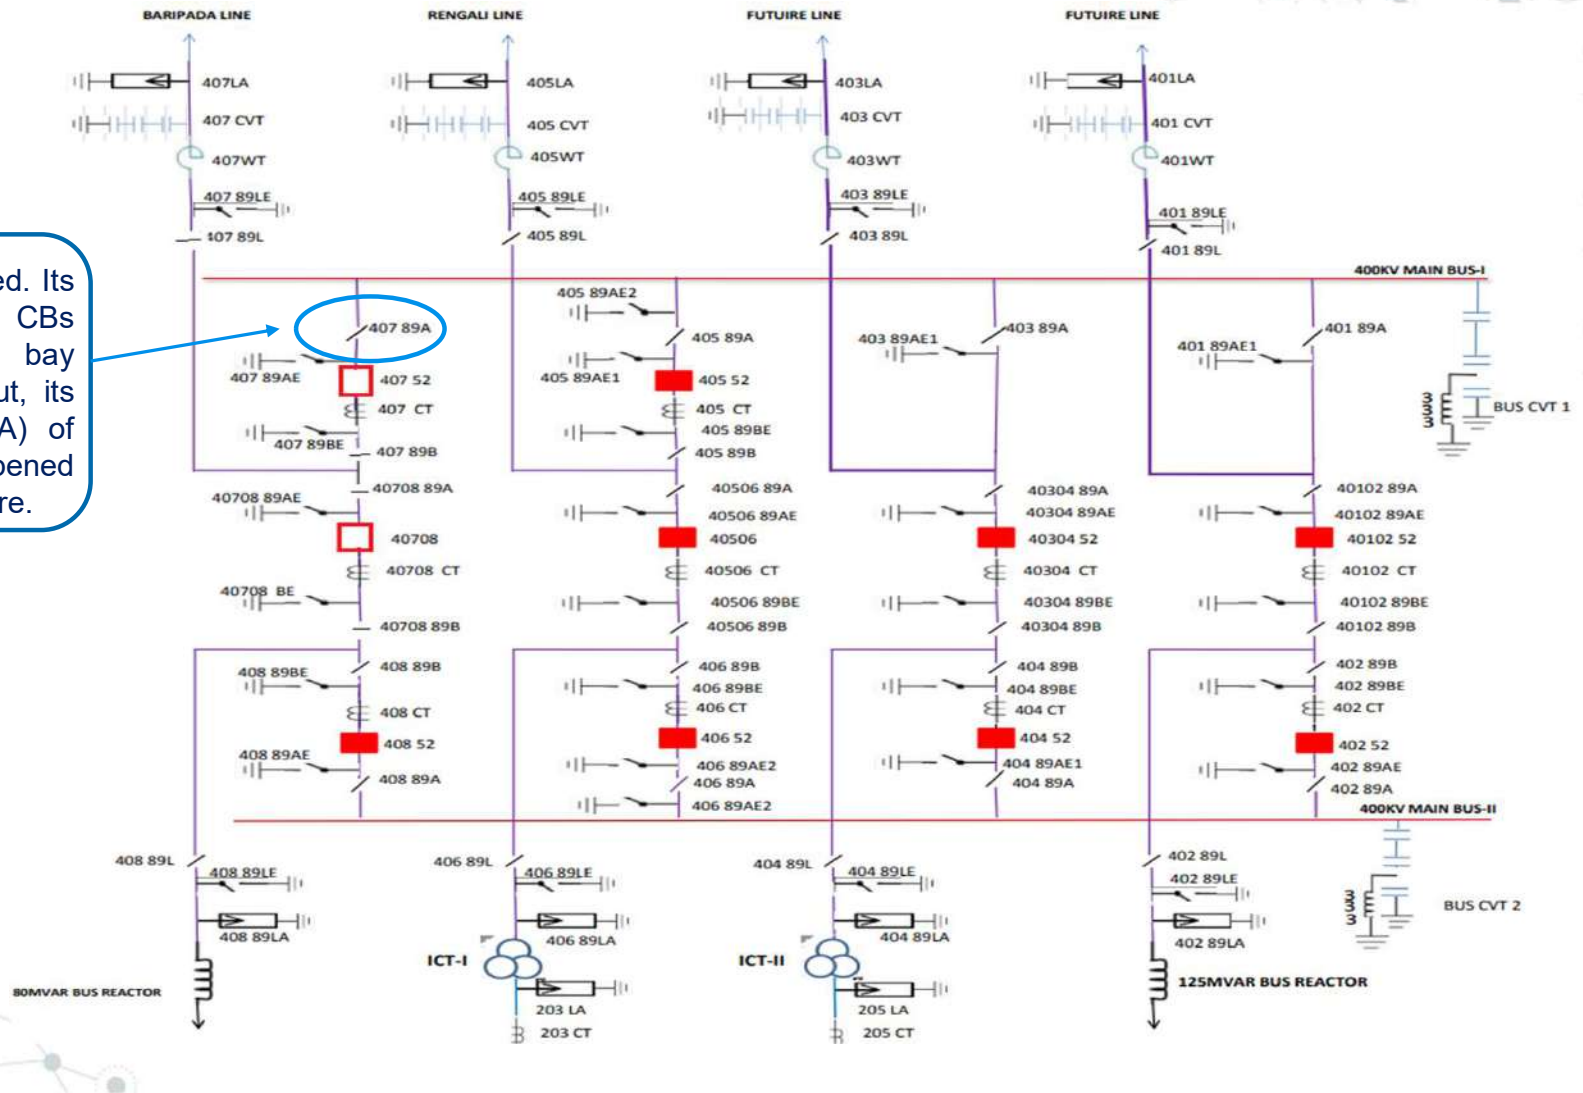 BARIPADA LINE
RENGALI LINE
FUTUIRE LINE
FUTUIRE LINE
407LA
405LA
403LA
401LA
407 CVT
405 CVT
403 CVT
401 CVT
407WT
405WT
403WT
401WT
407 89LE
405 89LE
403 89LE
401 89LE
407 89L
405 89L
403 89L
401 89L
ed. Its
CBs
bay
ut, its
A) of
pened
re.
400KV MAIN BUS-I
405 89AE2
407 89A
405 89A
403 89A
401 89A
403 89AE1
401 89AE1
407 89AE
407 52
405 89AE1
405 52
407 CT
405 CT
BUS CVT 1
407 89BE
407 89B
405 89BE
405 89B
40708 89A
40506 89A
40304 89A
40102 89A
40708 89AE
40506 89AE
40304 89AE
40102 89AE
40708
40506
40304 52
40102 52
40708 CT
40506 CT
40304 CT
40102 CT
40708 BE
40506 89BE
40304 89BE
40102 89BE
40708 89B
40506 89B
40304 89B
40102 89B
408 89B
406 89B
404 89B
402 89B
408 89BE
406 89BE
404 89BE
402 89BE
408 CT
406 CT
404 CT
402 CT
408 52
406 52
404 52
402 52
408 89AE
406 89AE2
404 89AE1
402 89AE
408 89A
406 89A
404 89A
402 89A
406 89AE2
400KV MAIN BUS-II
408 89L
406 89L
404 89L
402 89L
408 89LE
406 89LE
404 89LE
402 89LE
BUS CVT 2
408 89LA
406 89LA
404 89LA
402 89LA
ICT-I
ICT-II
80MVAR BUS REACTOR
125MVAR BUS REACTOR
203 LA
205 LA
203 CT
205 CT